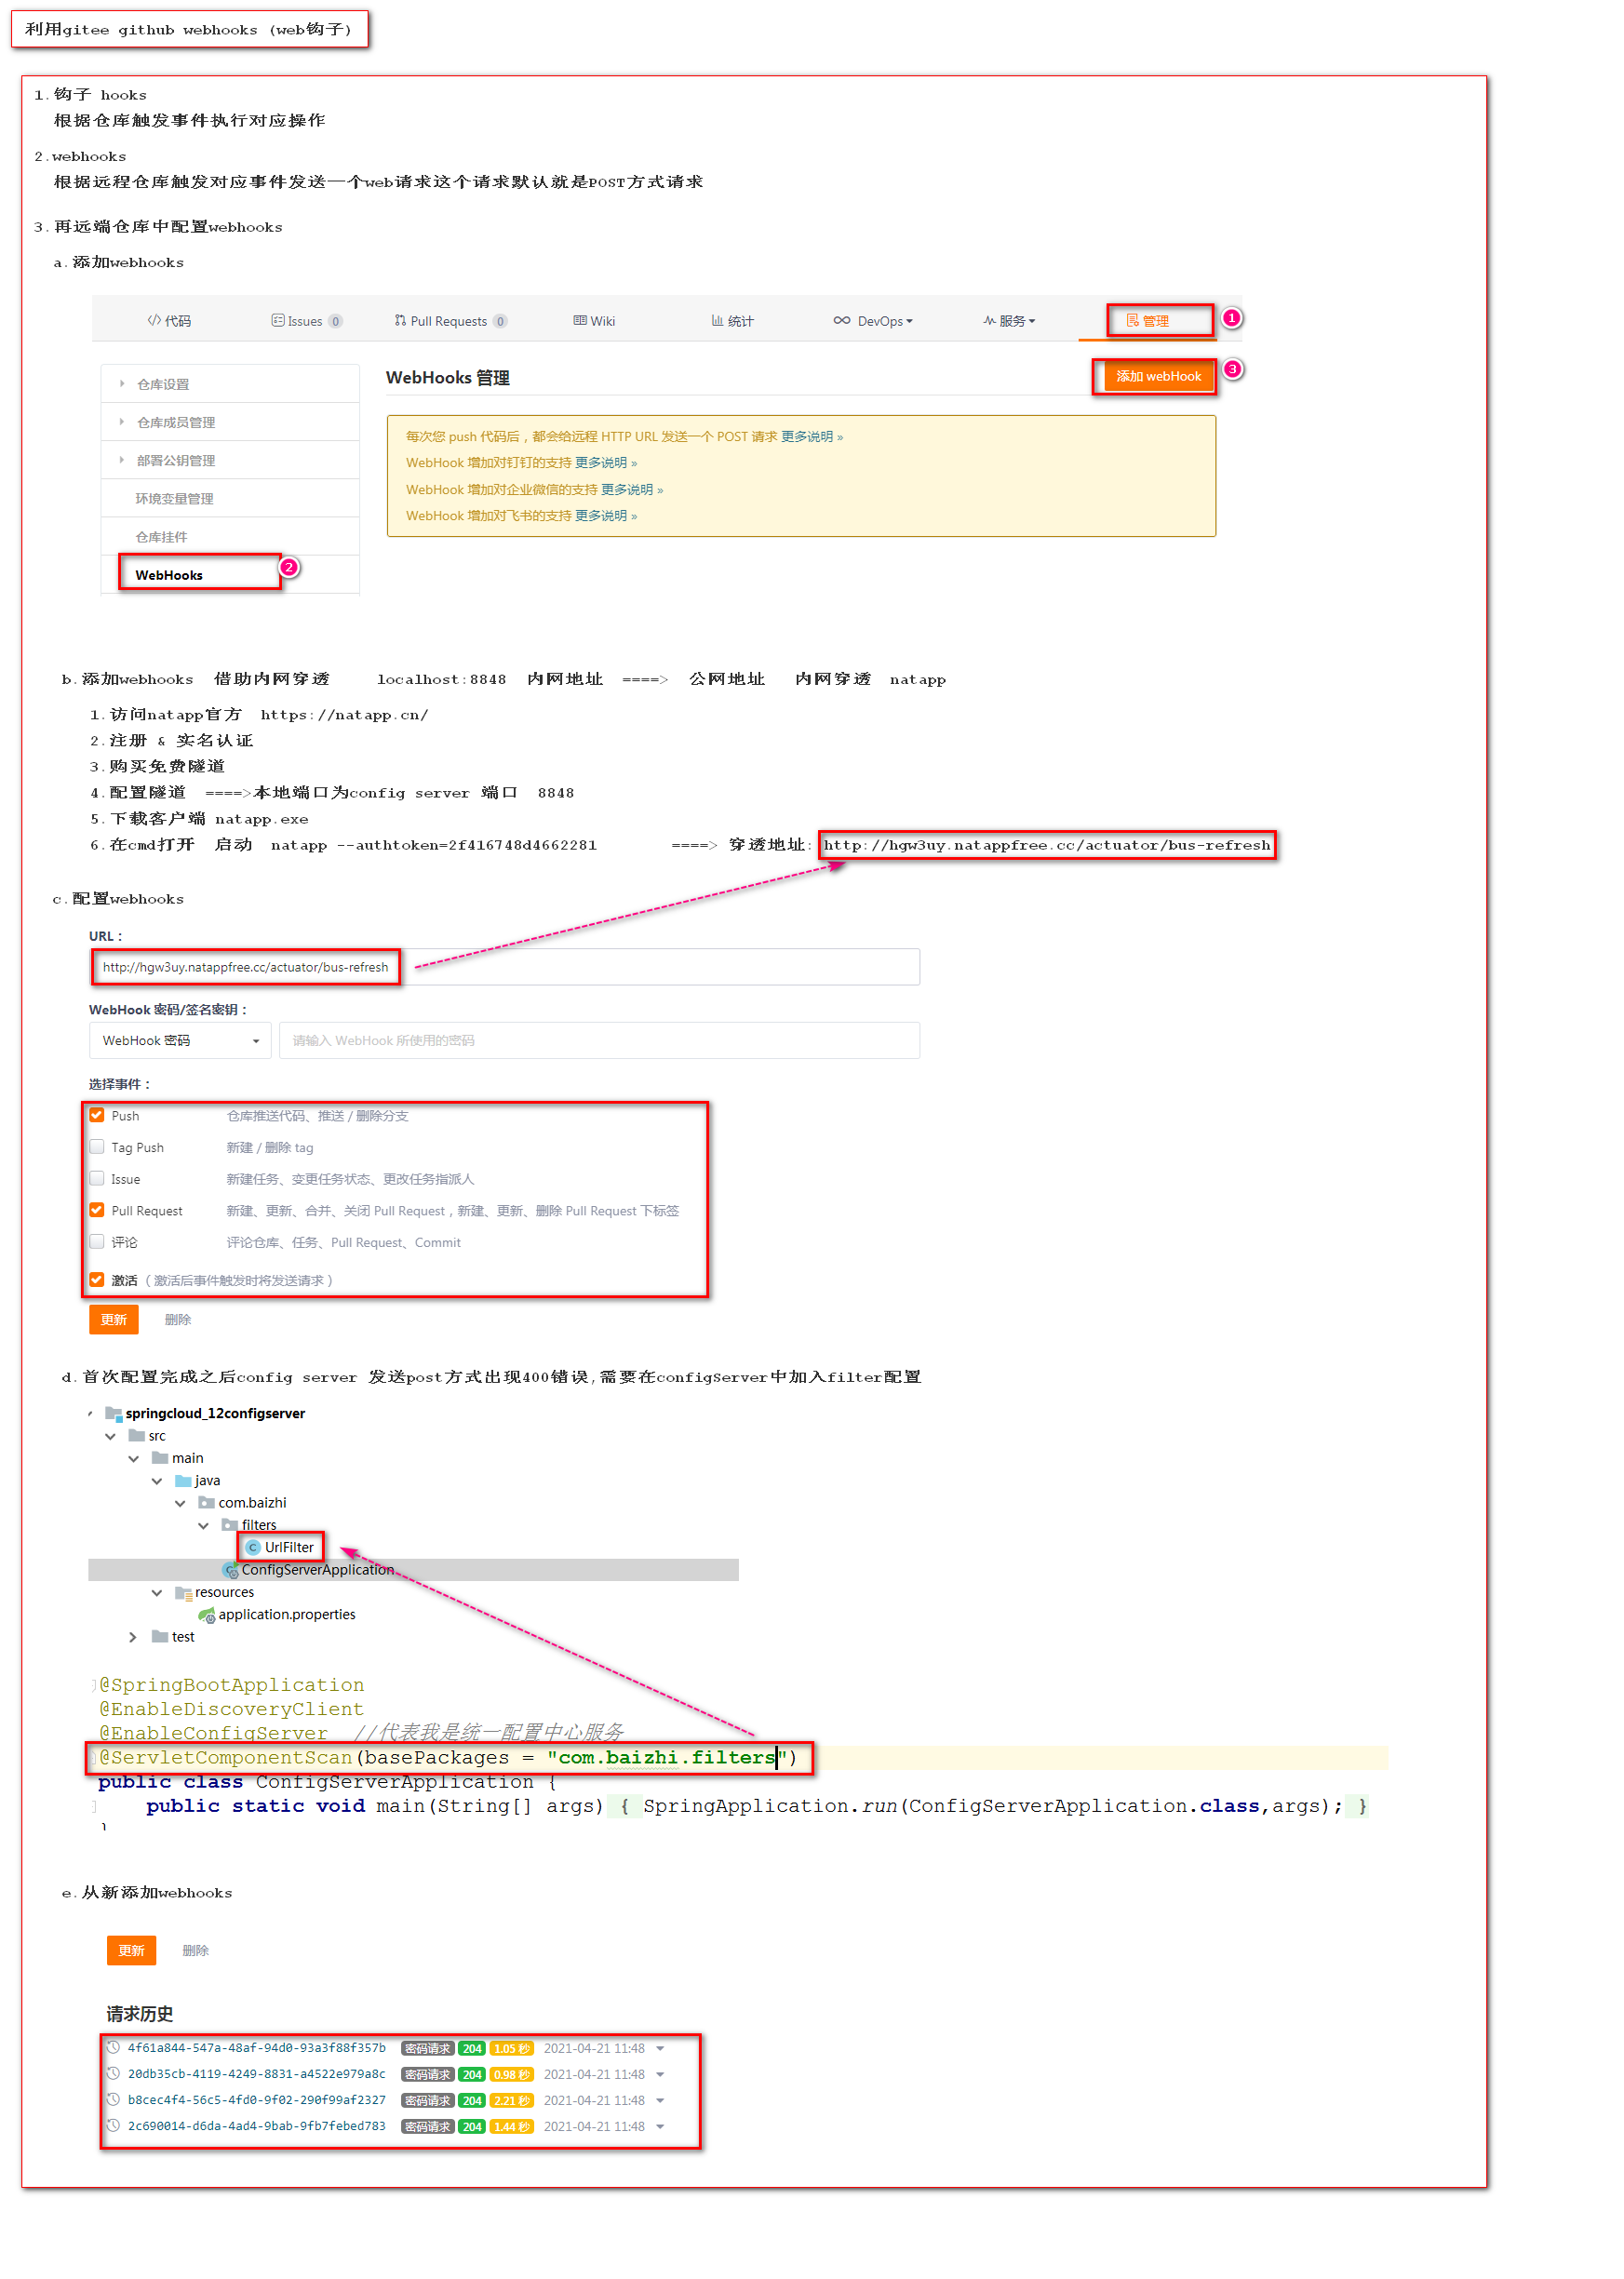 利用gitee github webhooks (web钩子)
1.钩子 hooks
根据仓库触发事件执行对应操作
2.webhooks
根据远程仓库触发对应事件发送一个web请求这个请求默认就是POST方式请求
3.再远端仓库中配置webhooks
a.添加webhooks
</> 代码 Issues 0 Pull Requests 0 Wiki 统计 DevOps 服务 管理 1
WebHooks 管理 添加 webHook 3
仓库设置
仓库成员管理
部署公钥管理
环境变量管理
仓库挂件
WebHooks 2
每次您 push 代码后，都会给远程 HTTP URL 发送一个 POST 请求 更多说明 »
WebHook 增加对钉钉的支持 更多说明 »
WebHook 增加对企业微信的支持 更多说明 »
WebHook 增加对飞书的支持 更多说明 »
b.添加webhooks 借助内网穿透 localhost:8848 内网地址 ====> 公网地址 内网穿透 natapp
1.访问natapp官方 https://natapp.cn/
2.注册 & 实名认证
3.购买免费隧道
4.配置隧道 ====>本地端口为config server 端口 8848
5.下载客户端 natapp.exe
6.在cmd打开 启动 natapp --authtoken=2f416748d4662281 ====> 穿透地址: http://hgw3uy.natappfree.cc/actuator/bus-refresh
c.配置webhooks
URL：
http://hgw3uy.natappfree.cc/actuator/bus-refresh
WebHook 密码/签名密钥：
WebHook 密码 请输入 WebHook 所使用的密码
选择事件：
Push 仓库推送代码、推送 / 删除分支
Tag Push 新建 / 删除 tag
Issue 新建任务、变更任务状态、更改任务指派人
Pull Request 新建、更新、合并、关闭 Pull Request，新建、更新、删除 Pull Request 下标签
评论 评论仓库、任务、Pull Request、Commit
激活（激活后事件触发时将发送请求）
更新 删除
d.首次配置完成之后config server 发送post方式出现400错误,需要在configServer中加入filter配置
springcloud_12configserver
src
main
java
com.baizhi
filters
UrlFilter
ConfigServerApplication
resources
application.properties
test
@SpringBootApplication
@EnableDiscoveryClient
@EnableConfigServer //代表我是统一配置中心服务
@ServletComponentScan(basePackages = "com.baizhi.filters")
public class ConfigServerApplication {
public static void main(String[] args) { SpringApplication.run(ConfigServerApplication.class,args); }
}
e.从新添加webhooks
更新 删除
请求历史
4f61a844-547a-48af-94d0-93a3f88f357b 密码请求 204 1.05 秒 2021-04-21 11:48
20db35cb-4119-4249-8831-a4522e979a8c 密码请求 204 0.98 秒 2021-04-21 11:48
b8cec4f4-56c5-4fd0-9f02-290f99af2327 密码请求 204 2.21 秒 2021-04-21 11:48
2c690014-d6da-4ad4-9bab-9fb7febed783 密码请求 204 1.44 秒 2021-04-21 11:48